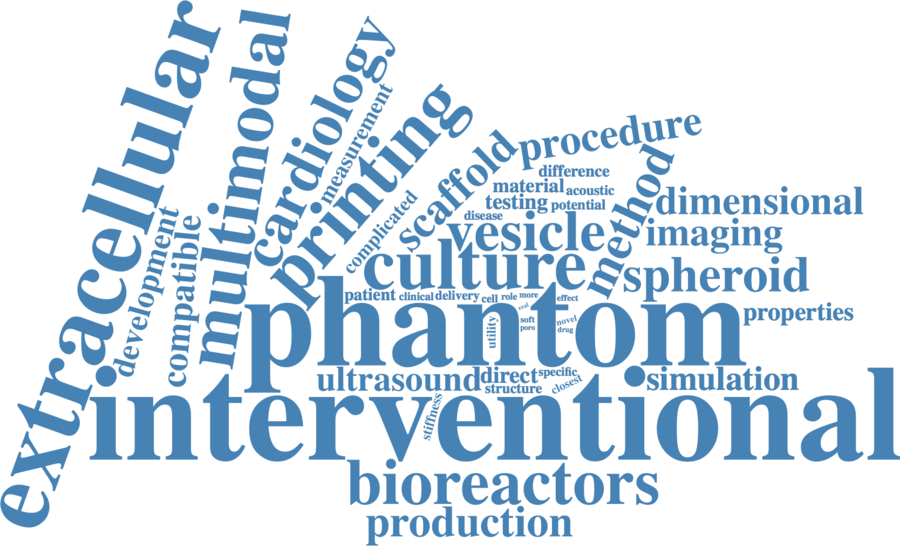 extracellular
multimodal
cardiology
measurement
printing
development
compatible
complicated
scaffold
procedure
difference
material
acoustic
testing
potential
disease
method
dimensional
vesicle
imaging
culture
spheroid
patient
clinical
delivery
cell
role
more
real
effect
phantom
utility
soft
poro
novel
drug
properties
ultrasound
direct
specific
structure
closest
simulation
stiffness
interventional
bioreactors
production